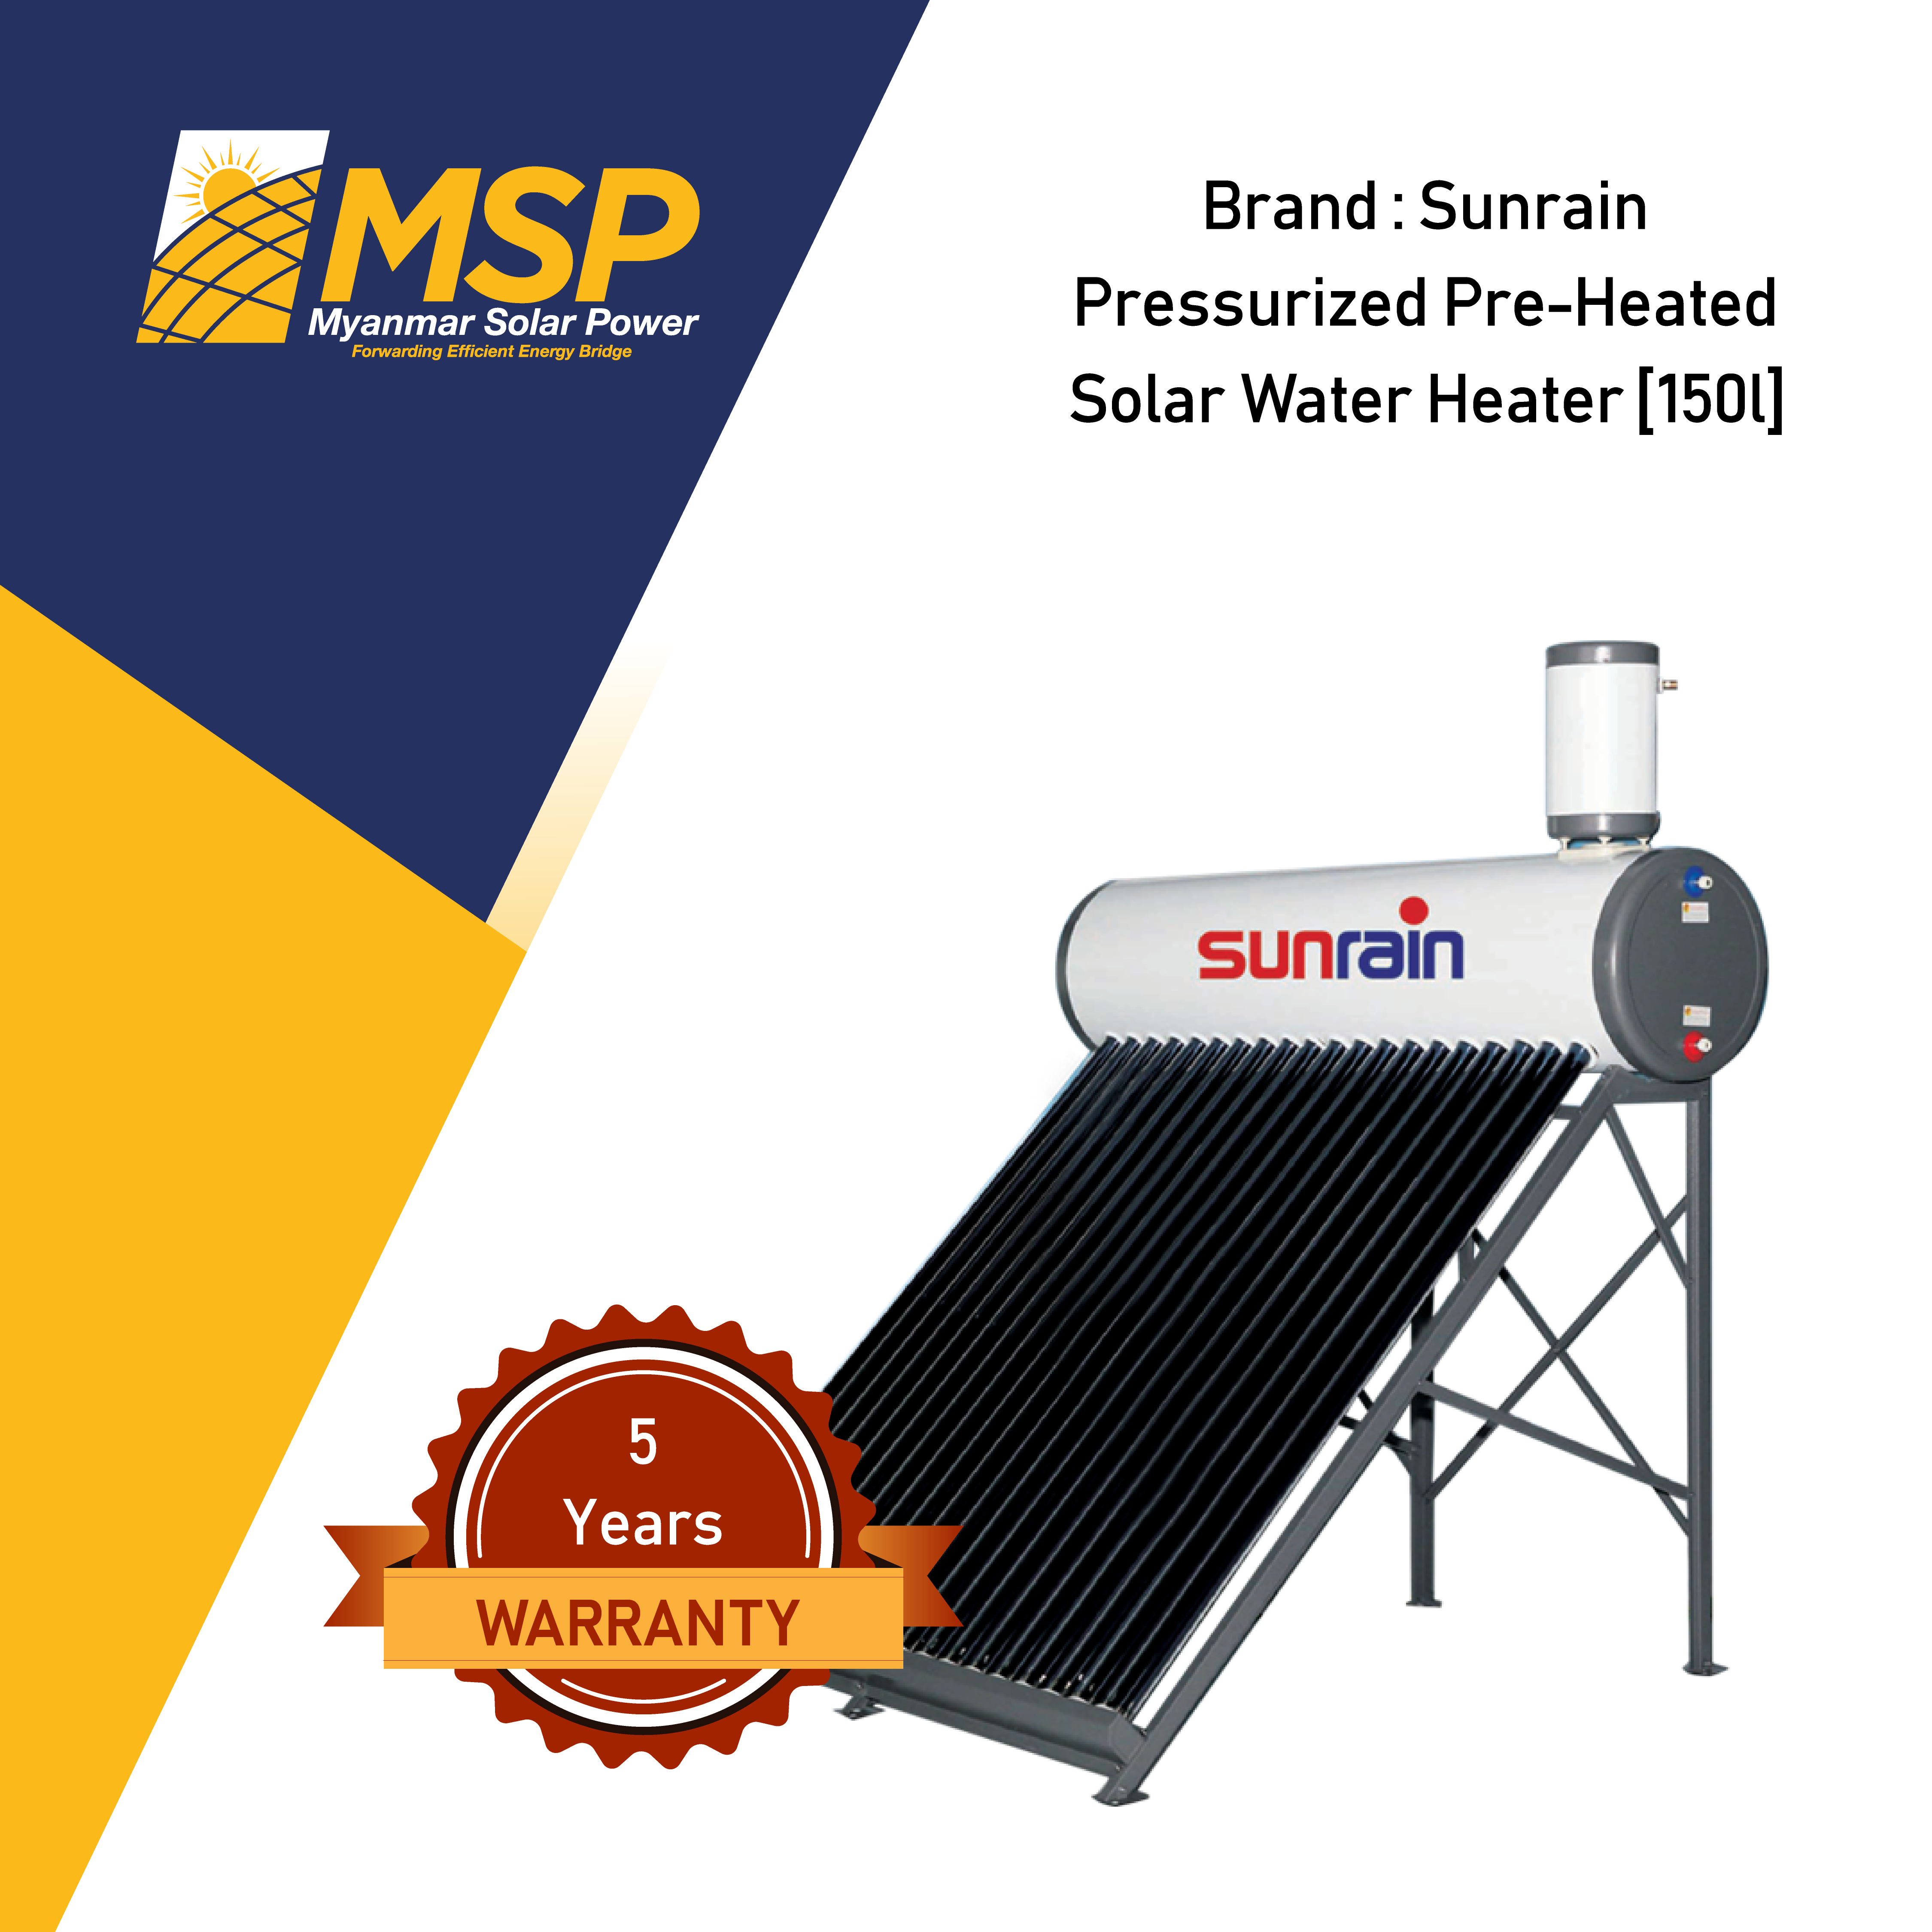 MSP
Myanmar Solar Power
Forwarding Efficient Energy Bridge
Brand : Sunrain
Pressurized Pre-Heated
Solar Water Heater [150l]
sunrain
5
Years
WARRANTY